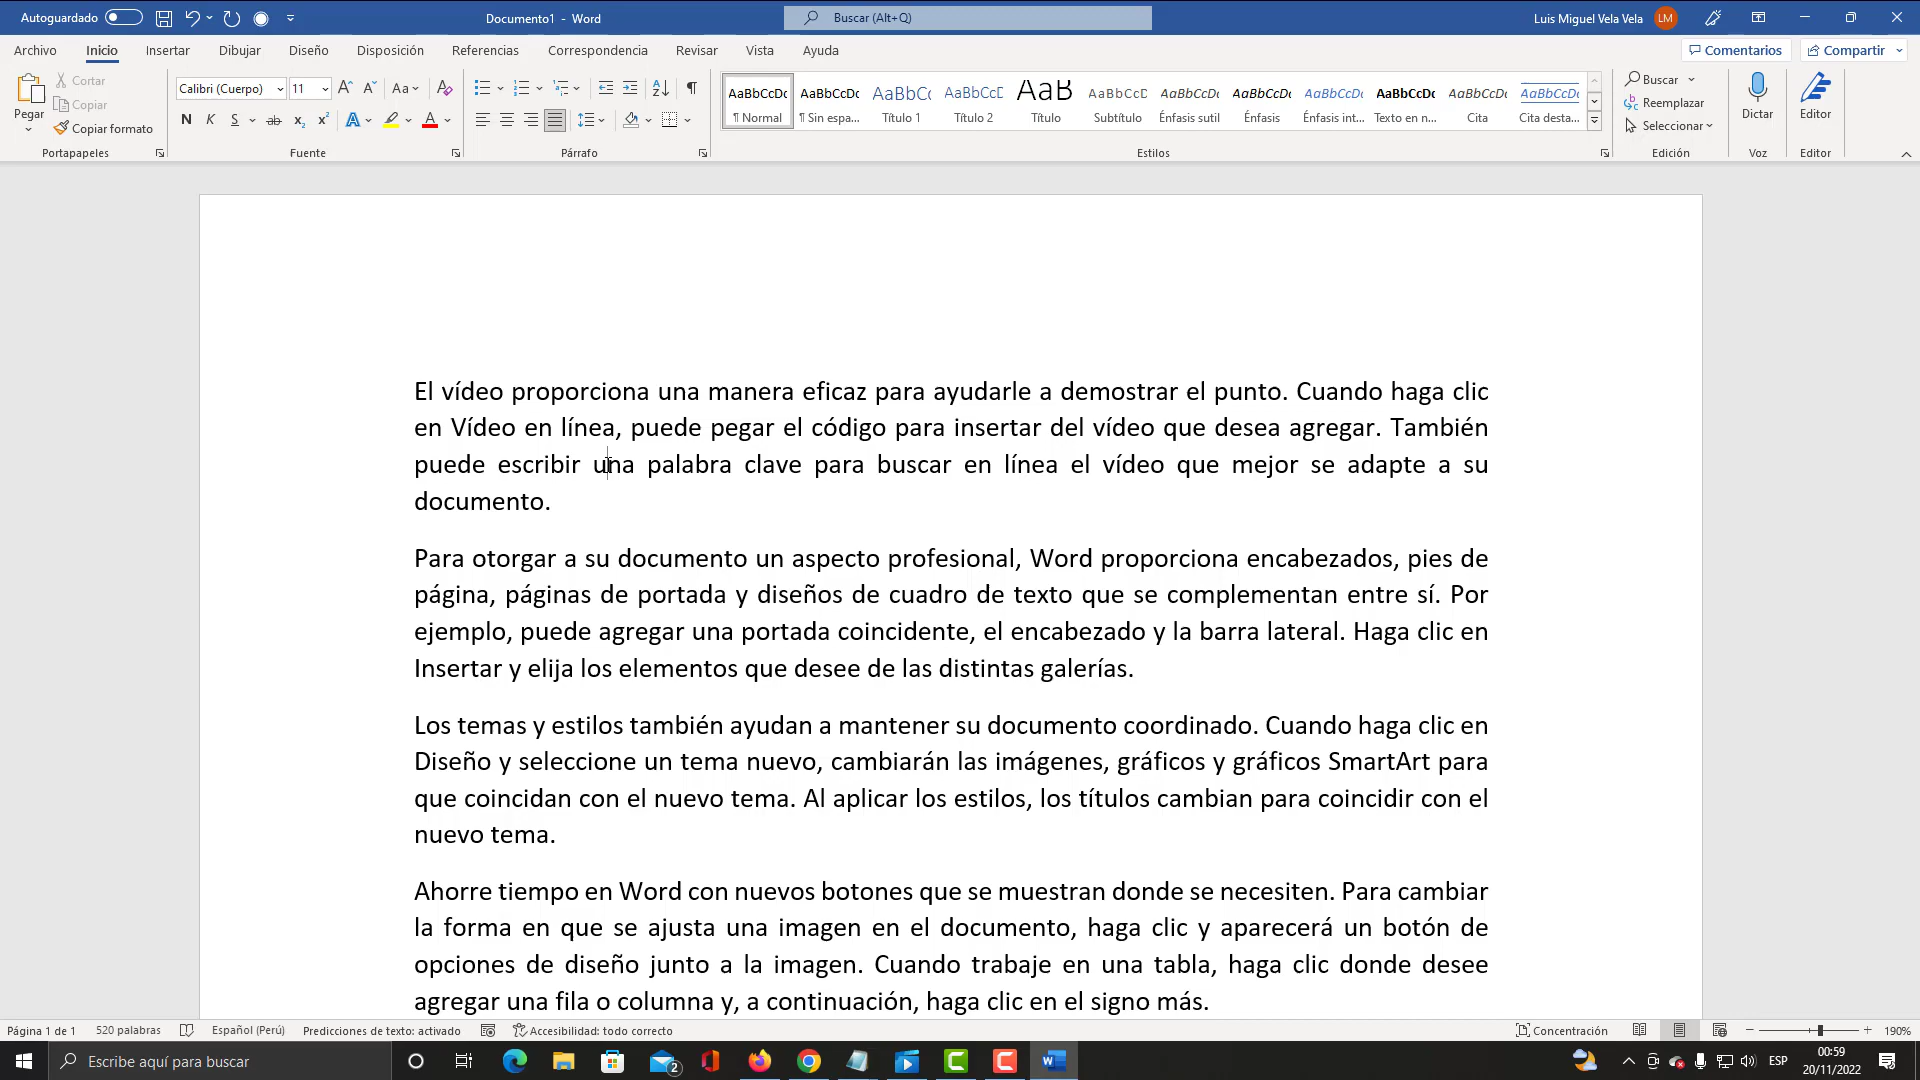 Autoguardado
Documento1 - Word
Buscar (Alt+Q)
Luis Miguel Vela Vela
LM
Archivo Inicio Insertar Dibujar Diseño Disposición Referencias Correspondencia Revisar Vista Ayuda
Comentarios
Compartir
Pegar
Cortar
Copiar
Copiar formato
Portapapeles
Calibri (Cuerpo) 11
Aa
N K S ab x2 x2 A A
Fuente
Párrafo
AaBbCcDc AaBbCcDc AaBbCc AaBbCcD AaB AaBbCcD AaBbCcDc AaBbCcDc AaBbCcDc AaBbCcDc AaBbCcDc AaBbCcDc
¶ Normal ¶ Sin espa... Título 1 Título 2 Título Subtítulo Énfasis sutil Énfasis Énfasis int... Texto en n... Cita Cita desta...
Estilos
Buscar
Reemplazar
Seleccionar
Edición
Dictar
Voz
Editor
Editor
El vídeo proporciona una manera eficaz para ayudarle a demostrar el punto. Cuando haga clic
en Vídeo en línea, puede pegar el código para insertar del vídeo que desea agregar. También
puede escribir una palabra clave para buscar en línea el vídeo que mejor se adapte a su
documento.
Para otorgar a su documento un aspecto profesional, Word proporciona encabezados, pies de
página, páginas de portada y diseños de cuadro de texto que se complementan entre sí. Por
ejemplo, puede agregar una portada coincidente, el encabezado y la barra lateral. Haga clic en
Insertar y elija los elementos que desee de las distintas galerías.
Los temas y estilos también ayudan a mantener su documento coordinado. Cuando haga clic en
Diseño y seleccione un tema nuevo, cambiarán las imágenes, gráficos y gráficos SmartArt para
que coincidan con el nuevo tema. Al aplicar los estilos, los títulos cambian para coincidir con el
nuevo tema.
Ahorre tiempo en Word con nuevos botones que se muestran donde se necesiten. Para cambiar
la forma en que se ajusta una imagen en el documento, haga clic y aparecerá un botón de
opciones de diseño junto a la imagen. Cuando trabaje en una tabla, haga clic donde desee
agregar una fila o columna y, a continuación, haga clic en el signo más.
Página 1 de 1 520 palabras Español (Perú) Predicciones de texto: activado Accesibilidad: todo correcto
Concentración 190%
Escribe aquí para buscar
2
ESP
00:59
20/11/2022